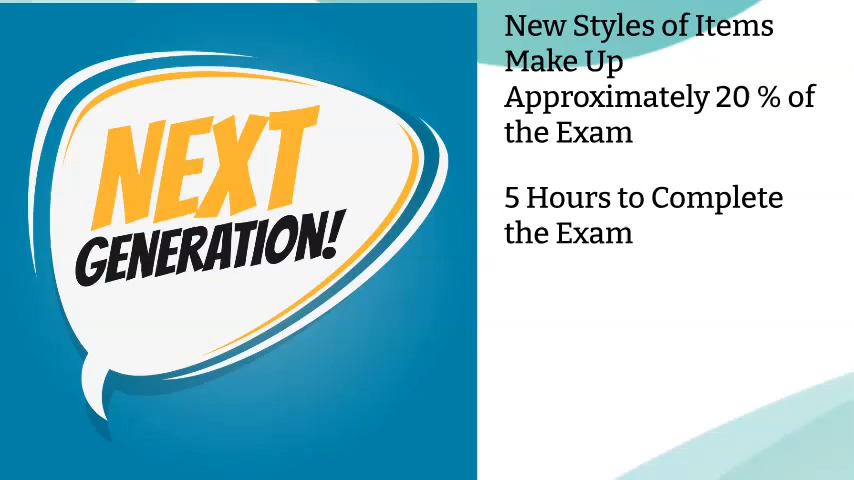 NEXT
GENERATION!
New Styles of Items
Make Up
Approximately 20 % of
the Exam
5 Hours to Complete
the Exam